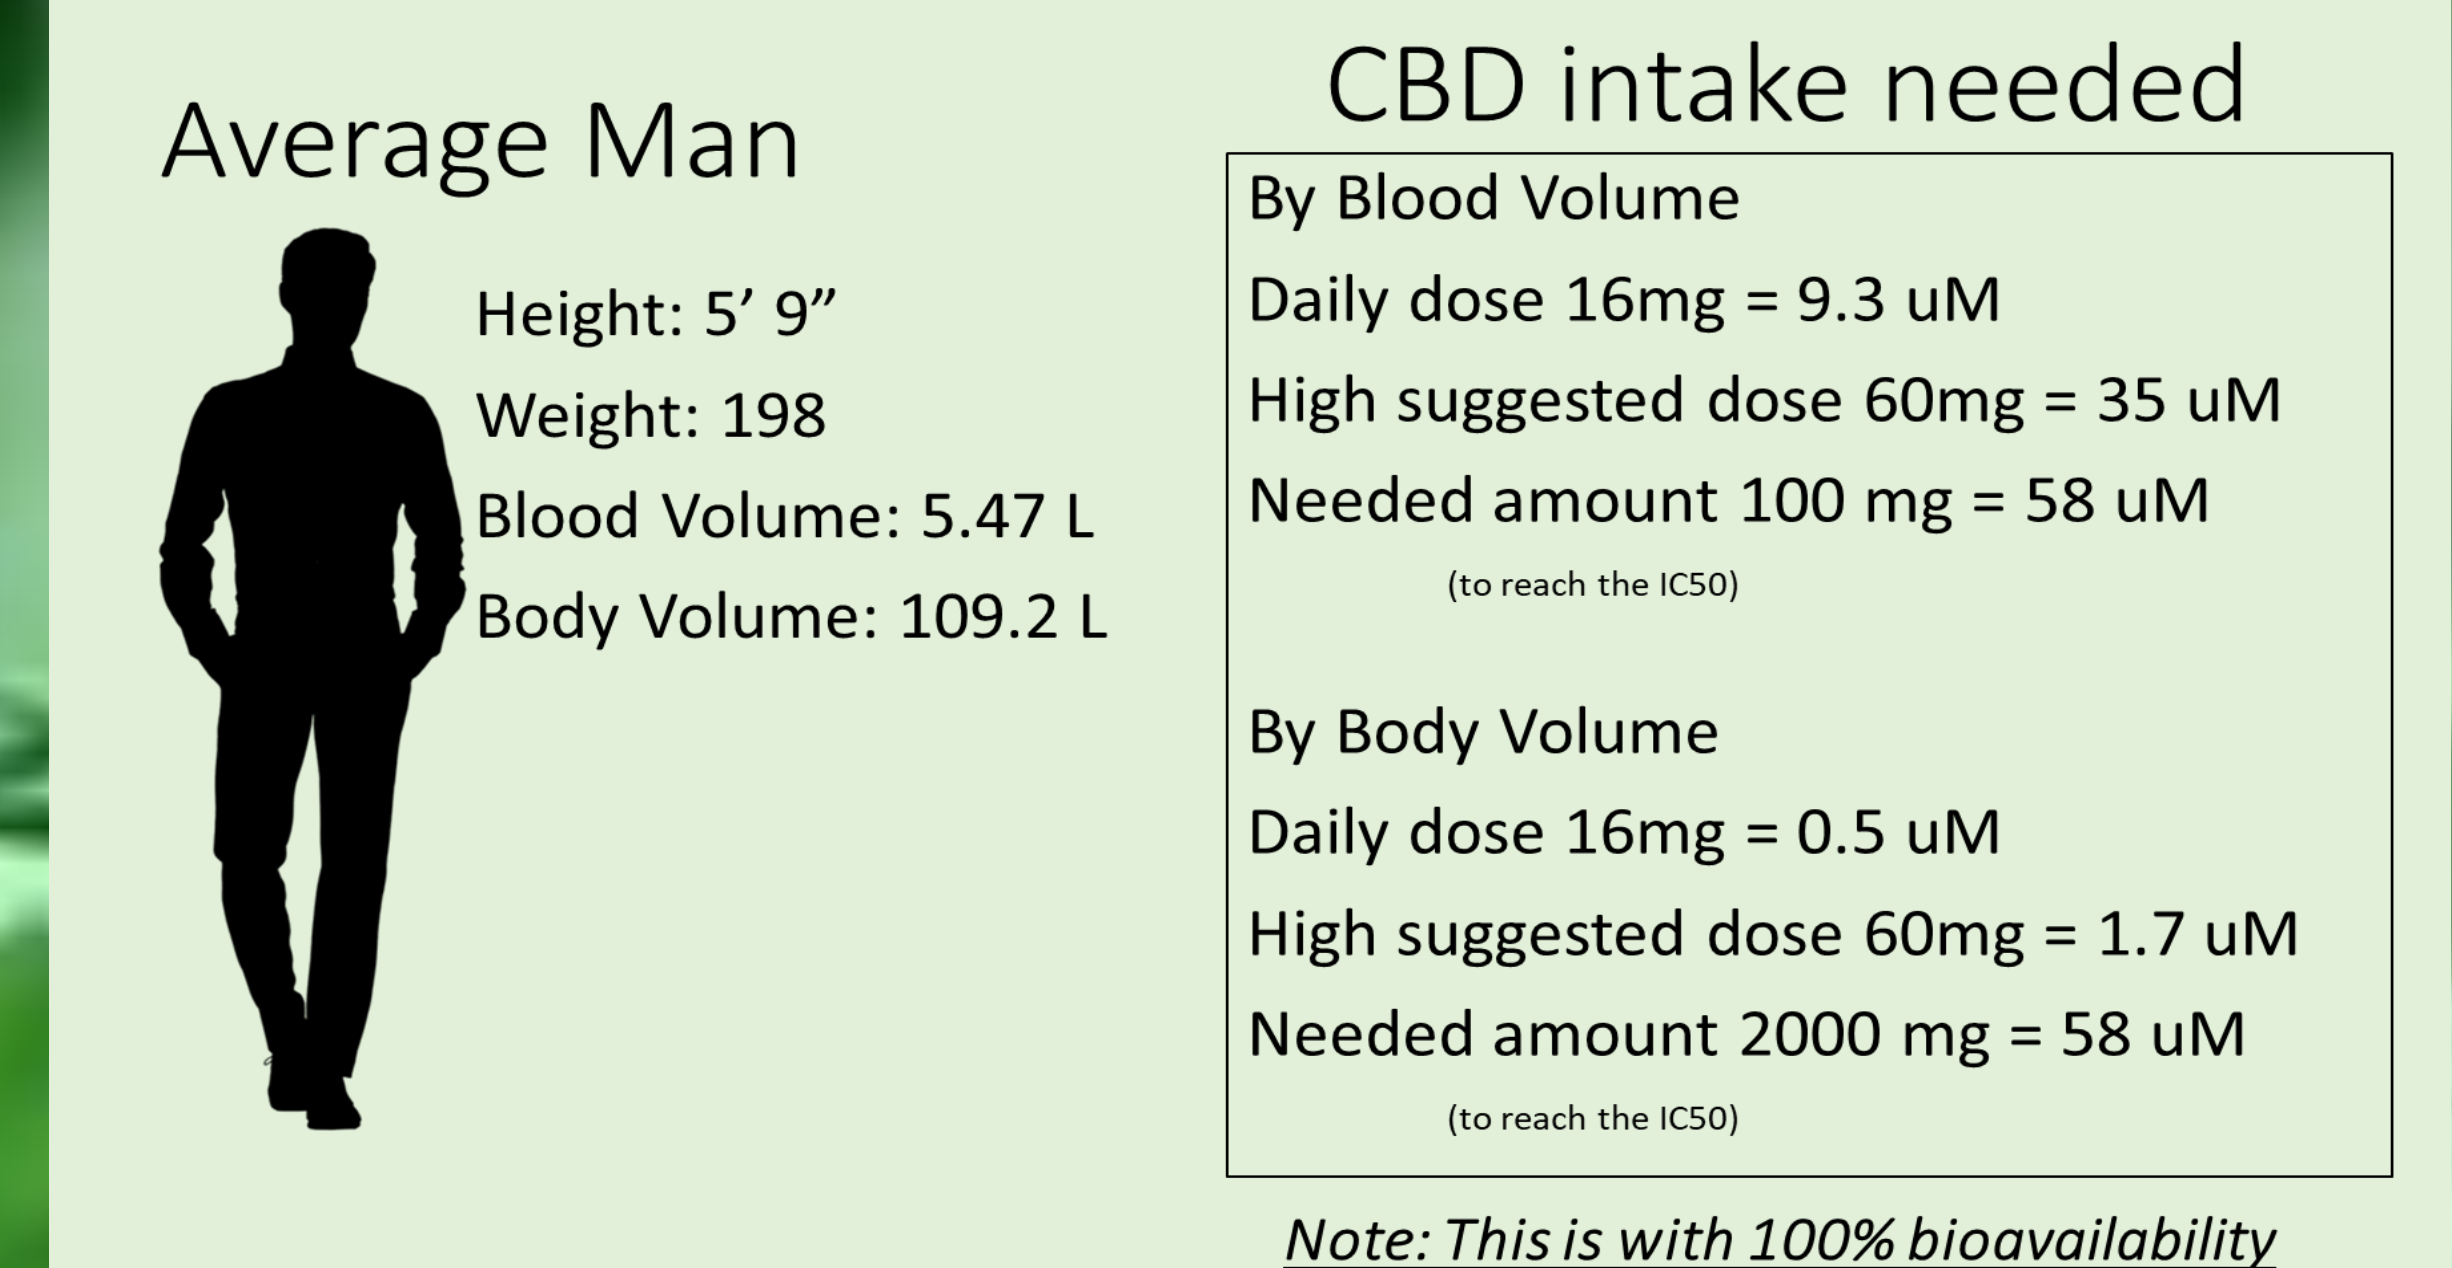 Average Man
Height: 5’ 9”
Weight: 198
Blood Volume: 5.47 L
Body Volume: 109.2 L
CBD intake needed
By Blood Volume
Daily dose 16mg = 9.3 uM
High suggested dose 60mg = 35 uM
Needed amount 100 mg = 58 uM
(to reach the IC50)
By Body Volume
Daily dose 16mg = 0.5 uM
High suggested dose 60mg = 1.7 uM
Needed amount 2000 mg = 58 uM
(to reach the IC50)
Note: This is with 100% bioavailability